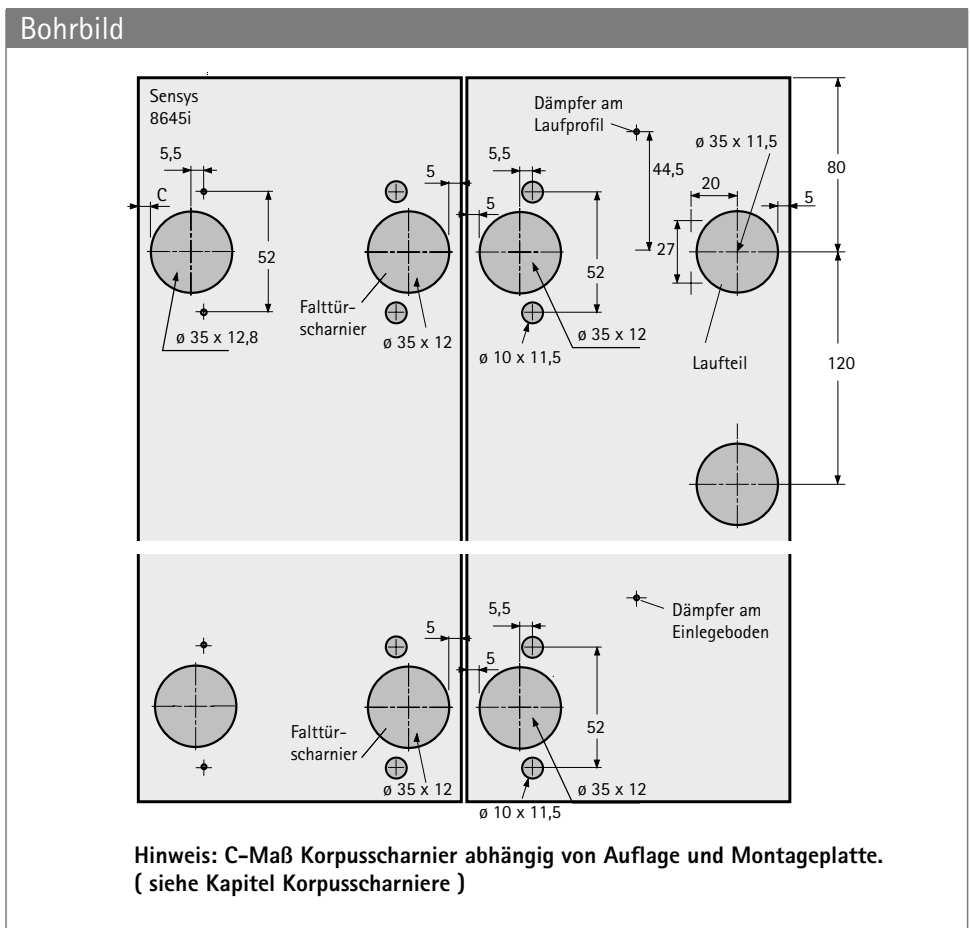 Bohrbild
Sensys
8645i
Dämpfer am
Laufprofil
ø 35 x 11,5
5,5
5,5
44,5
80
5
20
C
5
5
52
27
52
Falttür-
scharnier
ø 35 x 12,8
ø 35 x 12
ø 35 x 12
ø 10 x 11,5
Laufteil
120
5,5
Dämpfer am
Einlegeboden
5
5
52
Falttür-
scharnier
ø 35 x 12
ø 35 x 12
ø 10 x 11,5
Hinweis: C-Maß Korpusscharnier abhängig von Auflage und Montageplatte.
( siehe Kapitel Korpusscharniere )